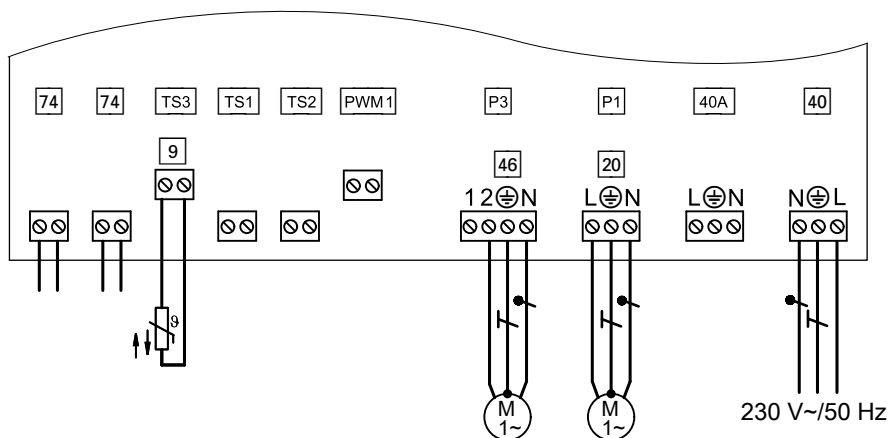 74 74 TS3 TS1 TS2 PWM1 P3 P1 40A 40
9 46 20
1 2 N L N L N N L
ϑ
M M
1~ 1~
230 V~/50 Hz